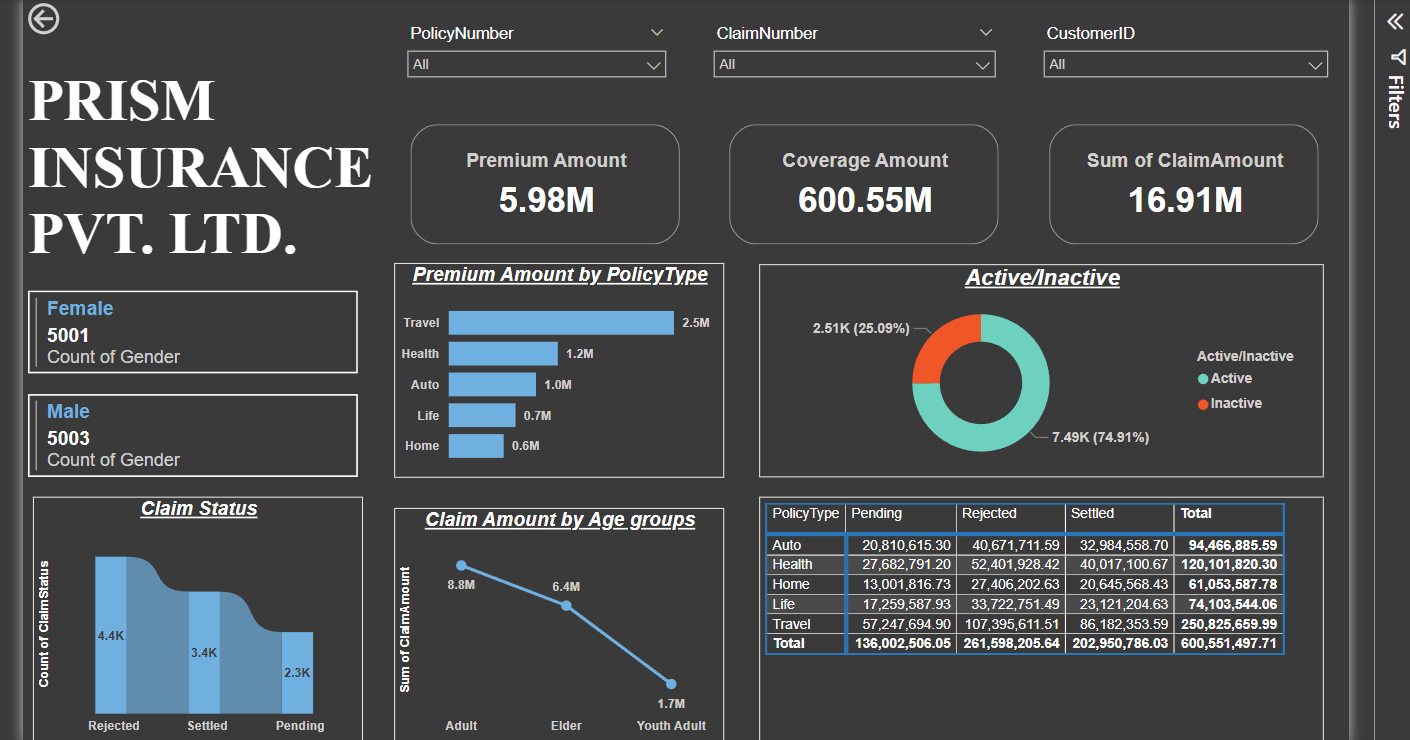 PolicyNumber
All
ClaimNumber
All
CustomerID
All
Filters
PRISM
INSURANCE
PVT. LTD.
Premium Amount
5.98M
Coverage Amount
600.55M
Sum of ClaimAmount
16.91M
Female
5001
Count of Gender
Male
5003
Count of Gender
Premium Amount by PolicyType
Travel 2.5M
Health 1.2M
Auto 1.0M
Life 0.7M
Home 0.6M
Active/Inactive
2.51K (25.09%)
7.49K (74.91%)
Active/Inactive
Active
Inactive
Claim Status
Count of ClaimStatus
4.4K
3.4K
2.3K
Rejected Settled Pending
Claim Amount by Age groups
Sum of ClaimAmount
8.8M
6.4M
1.7M
Adult Elder Youth Adult
PolicyType Pending Rejected Settled Total
Auto 20,810,615.30 40,671,711.59 32,984,558.70 94,466,885.59
Health 27,682,791.20 52,401,928.42 40,017,100.67 120,101,820.30
Home 13,001,816.73 27,406,202.63 20,645,568.43 61,053,587.78
Life 17,259,587.93 33,722,751.49 23,121,204.63 74,103,544.06
Travel 57,247,694.90 107,395,611.51 86,182,353.59 250,825,659.99
Total 136,002,506.05 261,598,205.64 202,950,786.03 600,551,497.71